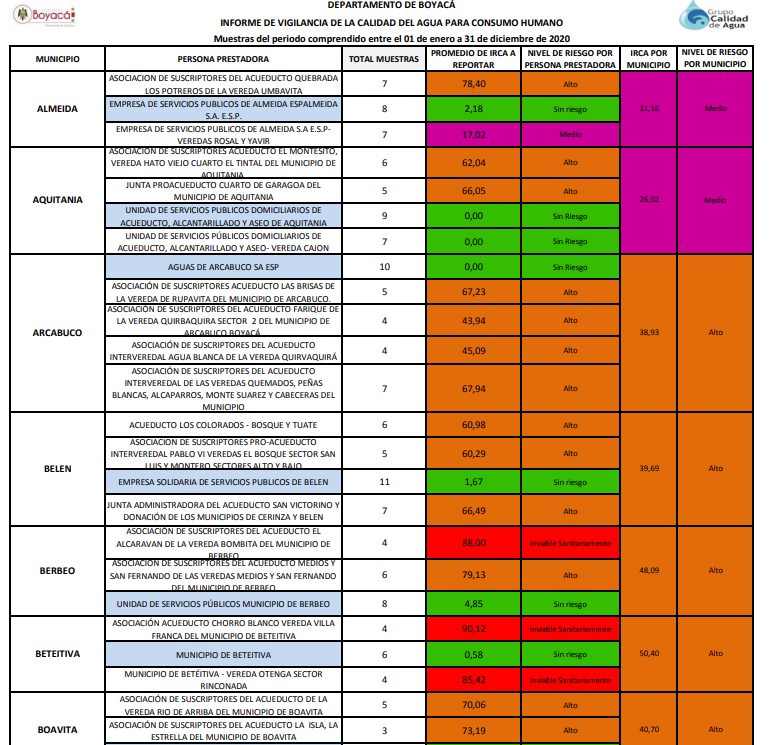 Boyacá
DEPARTAMENTO DE BOYACÁ
INFORME DE VIGILANCIA DE LA CALIDAD DEL AGUA PARA CONSUMO HUMANO
Muestras del periodo comprendido entre el 01 de enero a 31 de diciembre de 2020
Grupo
Calidad
de Agua
MUNICIPIO PERSONA PRESTADORA TOTAL MUESTRAS PROMEDIO DE IRCA A REPORTAR NIVEL DE RIESGO POR PERSONA PRESTADORA IRCA POR MUNICIPIO NIVEL DE RIESGO POR MUNICIPIO
ALMEIDA
ASOCIACION DE SUSCRIPTORES DEL ACUEDUCTO QUEBRADA
LOS POTREROS DE LA VEREDA UMBAVITA
7 78,40 Alto
EMPRESA DE SERVICIOS PUBLICOS DE ALMEIDA ESPALMEIDA
S.A. E.S.P.
8 2,18 Sin riesgo
31,16 Medio
EMPRESA DE SERVICIOS PUBLICOS DE ALMEIDA S.A E.S.P-
VEREDAS ROSAL Y YAVIR
7 17,02 Medio
AQUITANIA
ASOCIACION DE SUSCRIPTORES ACUEDUCTO EL MONTESITO,
VEREDA HATO VIEJO CUARTO EL TINTAL DEL MUNICIPIO DE
AQUITANIA
6 62,04 Alto
JUNTA PROACUEDUCTO CUARTO DE GARAGOA DEL
MUNICIPIO DE AQUITANIA
5 66,05 Alto
26,02 Medio
UNIDAD DE SERVICIOS PUBLICOS DOMICILIARIOS DE
ACUEDUCTO, ALCANTARILLADO Y ASEO DE AQUITANIA
9 0,00 Sin Riesgo
UNIDAD DE SERVICIOS PÚBLICOS DOMICILIARIOS DE
ACUEDUCTO, ALCANTARILLADO Y ASEO- VEREDA CAJON
7 0,00 Sin Riesgo
ARCABUCO
AGUAS DE ARCABUCO SA ESP
10 0,00 Sin Riesgo
ASOCIACIÓN DE SUSCRIPTORES ACUEDUCTO LAS BRISAS DE
LA VEREDA DE RUPAVITA DEL MUNICIPIO DE ARCABUCO.
5 67,23 Alto
ASOCIACIÓN DE SUSCRIPTORES DEL ACUEDUCTO FARIQUE DE
LA VEREDA QUIRBAQUIRA SECTOR 2 DEL MUNICIPIO DE
ARCABUCO BOYACÁ
4 43,94 Alto
38,93 Alto
ASOCIACIÓN DE SUSCRIPTORES DEL ACUEDUCTO
INTERVEREDAL AGUA BLANCA DE LA VEREDA QUIRVAQUIRÁ
4 45,09 Alto
ASOCIACIÓN DE SUSCRIPTORES DEL ACUEDUCTO
INTERVEREDAL DE LAS VEREDAS QUEMADOS, PEÑAS
BLANCAS, ALCAPARROS, MONTE SUAREZ Y CABECERAS DEL
MUNICIPIO
7 67,94 Alto
BELEN
ACUEDUCTO LOS COLORADOS - BOSQUE Y TUATE
6 60,98 Alto
ASOCIACION DE SUSCRIPTORES PRO-ACUEDUCTO
INTERVEREDAL PABLO VI VEREDAS EL BOSQUE SECTOR SAN
LUIS Y MONTERO SECTORES ALTO Y BAJO
5 60,29 Alto
39,69 Alto
EMPRESA SOLIDARIA DE SERVICIOS PUBLICOS DE BELEN
11 1,67 Sin riesgo
JUNTA ADMINISTRADORA DEL ACUEDUCTO SAN VICTORINO Y
DONACIÓN DE LOS MUNICIPIOS DE CERINZA Y BELEN
7 66,49 Alto
BERBEO
ASOCIACIÓN DE SUSCRIPTORES DEL ACUEDUCTO EL
ALCARAVAN DE LA VEREDA BOMBITA DEL MUNICIPIO DE
BERBEO
4 88,00 Inviable Sanitariamente
ASOCIACION DE SUSCRIPTORES DEL ACUEDUCTO MEDIOS Y
SAN FERNANDO DE LAS VEREDAS MEDIOS Y SAN FERNANDO
DEL MUNICIPIO DE BERBEO
6 79,13 Alto
48,09 Alto
UNIDAD DE SERVICIOS PÚBLICOS MUNICIPIO DE BERBEO
8 4,85 Sin riesgo
BETEITIVA
ASOCIACIÓN ACUEDUCTO CHORRO BLANCO VEREDA VILLA
FRANCA DEL MUNICIPIO DE BETEITIVA
4 90,12 Inviable Sanitariamente
MUNICIPIO DE BETEITIVA
6 0,58 Sin riesgo
50,40 Alto
MUNICIPIO DE BETÉITIVA - VEREDA OTENGA SECTOR
RINCONADA
4 85,42 Inviable Sanitariamente
BOAVITA
ASOCIACIÓN DE SUSCRIPTORES DEL ACUEDUCTO DE LA
VEREDA RIO DE ARRIBA DEL MUNICIPIO DE BOAVITA
5 70,06 Alto
ASOCIACIÓN DE SUSCRIPTORES DEL ACUEDUCTO LA ISLA, LA
ESTRELLA DEL MUNICIPIO DE BOAVITA
3 73,19 Alto
40,70 Alto